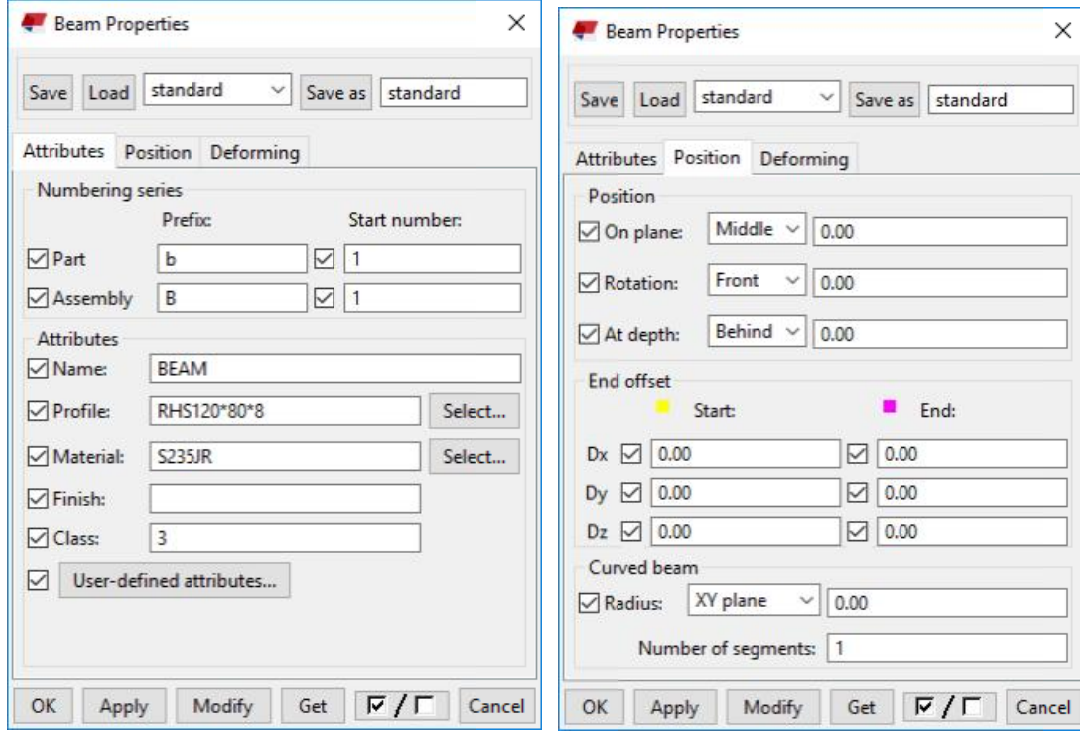 Beam Properties
Save Load standard Save as standard
Attributes Position Deforming
Numbering series
Prefix: Start number:
Part b 1
Assembly B 1
Attributes
Name: BEAM
Profile: RHS120*80*8 Select...
Material: S235JR Select...
Finish:
Class: 3
User-defined attributes...
OK Apply Modify Get / Cancel
Beam Properties
Save Load standard Save as standard
Attributes Position Deforming
Position
On plane: Middle 0.00
Rotation: Front 0.00
At depth: Behind 0.00
End offset
Start: End:
Dx 0.00 0.00
Dy 0.00 0.00
Dz 0.00 0.00
Curved beam
Radius: XY plane 0.00
Number of segments: 1
OK Apply Modify Get / Cancel